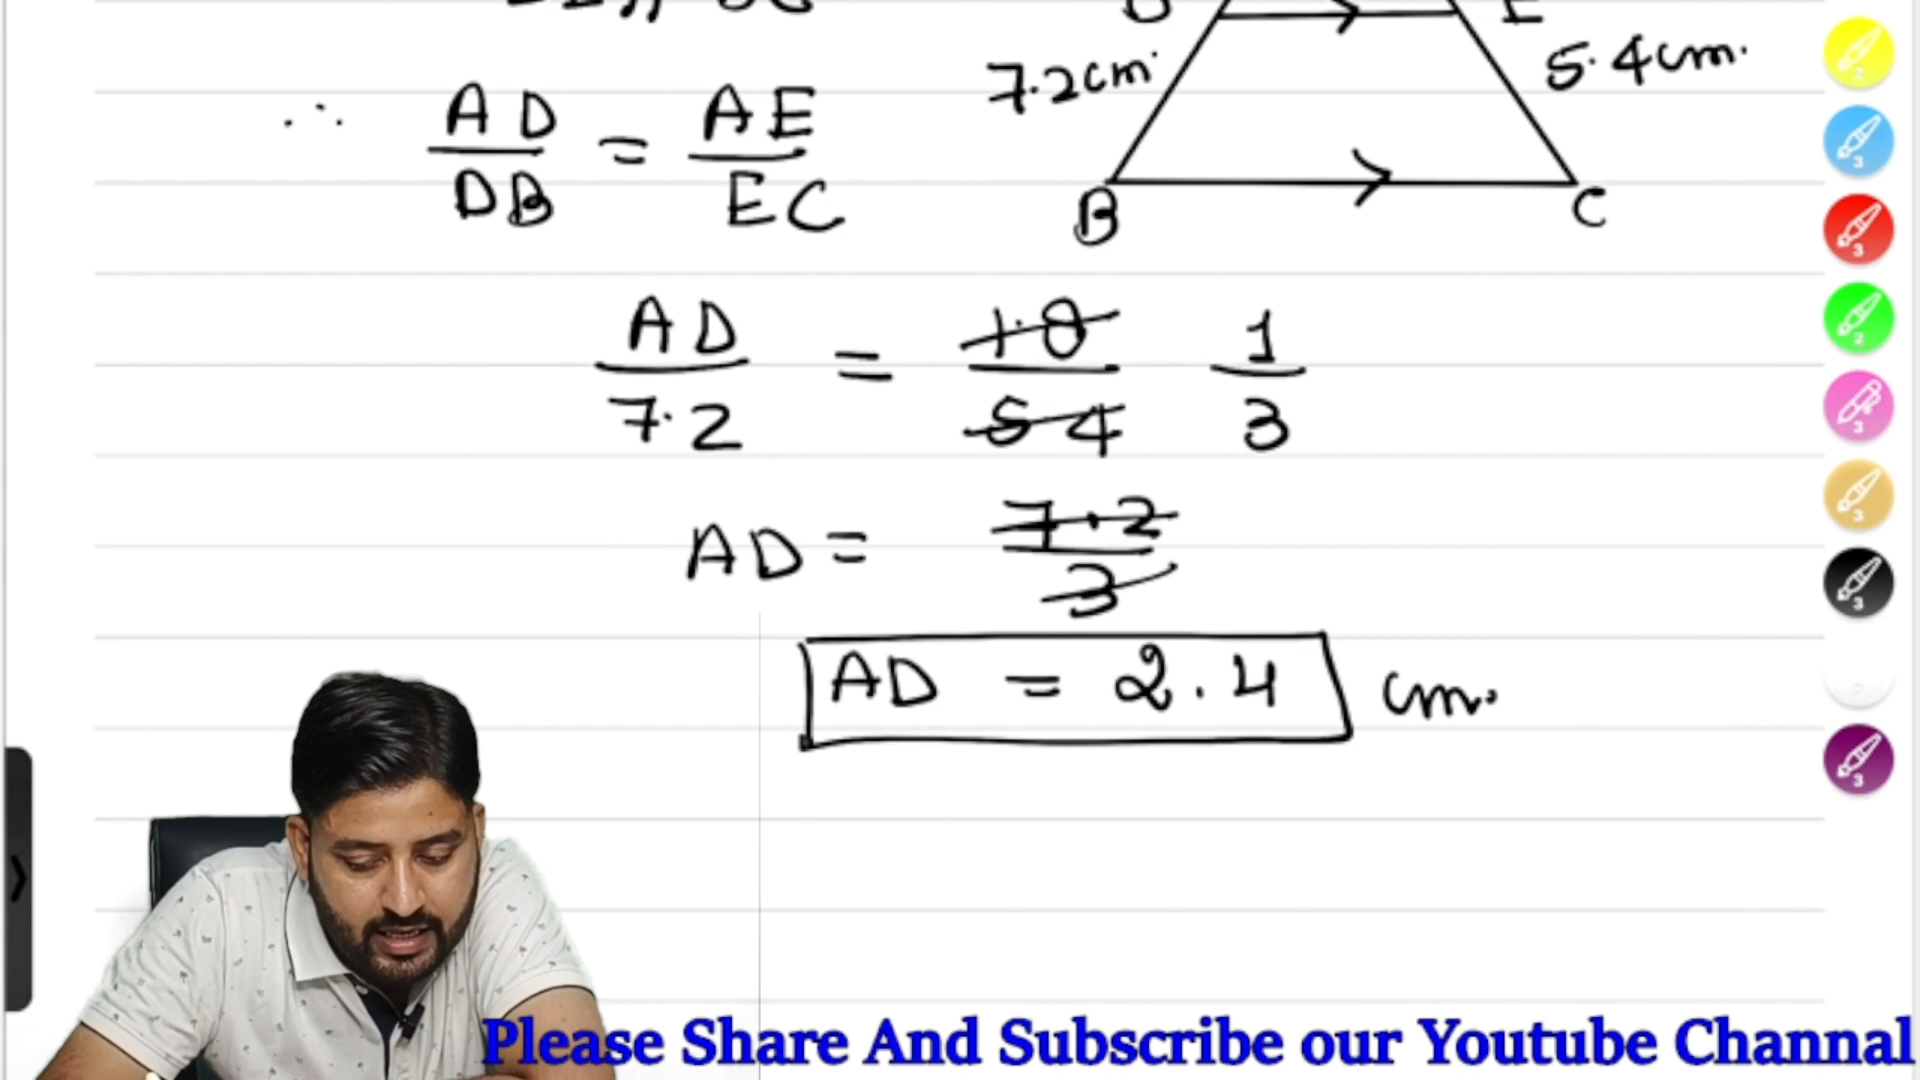 7.2cm 5.4cm.
∴ AD/DB = AE/EC
B C
AD/7.2 = 1.8/5.4 1/3
AD = 7.2/3
AD = 2.4 cm.
Please Share And Subscribe our Youtube Channal